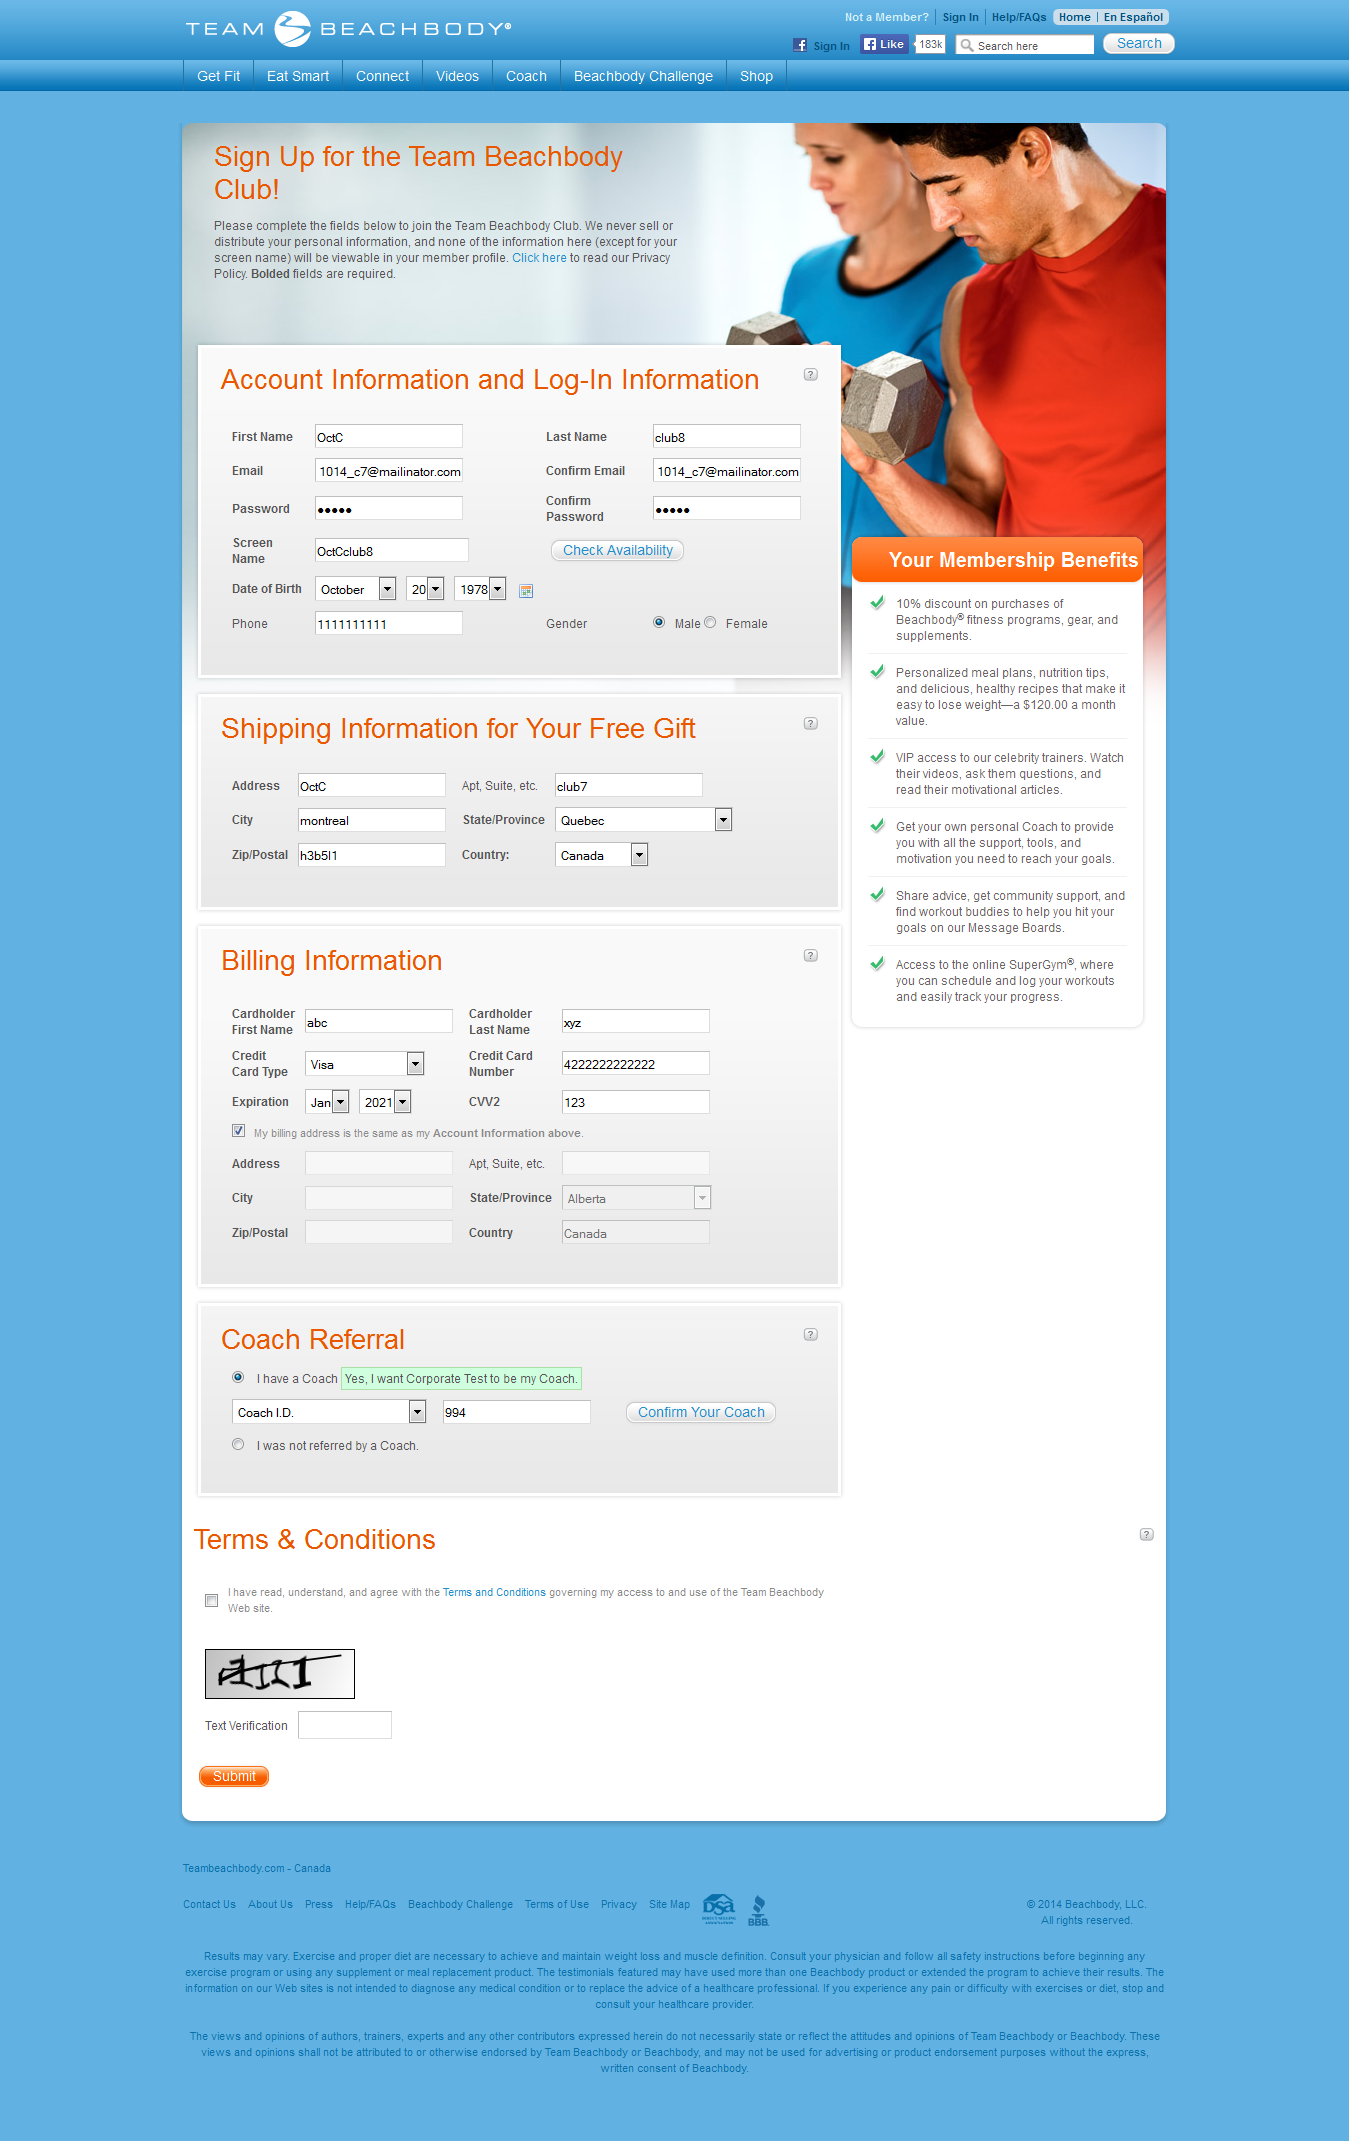 TEAM BEACHBODY®
Not a Member? Sign In Help/FAQs Home En Español
Sign In Like 183k Search here Search
Get Fit Eat Smart Connect Videos Coach Beachbody Challenge Shop
Sign Up for the Team Beachbody
Club!
Please complete the fields below to join the Team Beachbody Club. We never sell or
distribute your personal information, and none of the information here (except for your
screen name) will be viewable in your member profile. Click here to read our Privacy
Policy. Bolded fields are required.
Account Information and Log-In Information ?
First Name OctC Last Name club8
Email 1014_c7@mailinator.com Confirm Email 1014_c7@mailinator.com
Password ●●●●● Confirm
Password ●●●●●
Screen
Name OctCclub8 Check Availability
Date of Birth October 20 1978
Phone 1111111111 Gender Male Female
Shipping Information for Your Free Gift ?
Address OctC Apt, Suite, etc. club7
City montreal State/Province Quebec
Zip/Postal h3b5l1 Country: Canada
Billing Information ?
Cardholder
First Name abc Cardholder
Last Name xyz
Credit
Card Type Visa Credit Card
Number 4222222222222
Expiration Jan 2021 CVV2 123
My billing address is the same as my Account Information above.
Address Apt, Suite, etc.
City State/Province Alberta
Zip/Postal Country Canada
Coach Referral ?
I have a Coach Yes, I want Corporate Test to be my Coach.
Coach I.D. 994 Confirm Your Coach
I was not referred by a Coach.
Your Membership Benefits
10% discount on purchases of
Beachbody® fitness programs, gear, and
supplements.
Personalized meal plans, nutrition tips,
and delicious, healthy recipes that make it
easy to lose weight—a $120.00 a month
value.
VIP access to our celebrity trainers. Watch
their videos, ask them questions, and
read their motivational articles.
Get your own personal Coach to provide
you with all the support, tools, and
motivation you need to reach your goals.
Share advice, get community support, and
find workout buddies to help you hit your
goals on our Message Boards.
Access to the online SuperGym®, where
you can schedule and log your workouts
and easily track your progress.
Terms & Conditions ?
I have read, understand, and agree with the Terms and Conditions governing my access to and use of the Team Beachbody
Web site.
Text Verification
Submit
Teambeachbody.com - Canada
Contact Us About Us Press Help/FAQs Beachbody Challenge Terms of Use Privacy Site Map DSA BBB
© 2014 Beachbody, LLC.
All rights reserved.
Results may vary. Exercise and proper diet are necessary to achieve and maintain weight loss and muscle definition. Consult your physician and follow all safety instructions before beginning any
exercise program or using any supplement or meal replacement product. The testimonials featured may have used more than one Beachbody product or extended the program to achieve their results. The
information on our Web sites is not intended to diagnose any medical condition or to replace the advice of a healthcare professional. If you experience any pain or difficulty with exercises or diet, stop and
consult your healthcare provider.
The views and opinions of authors, trainers, experts and any other contributors expressed herein do not necessarily state or reflect the attitudes and opinions of Team Beachbody or Beachbody. These
views and opinions shall not be attributed to or otherwise endorsed by Team Beachbody or Beachbody, and may not be used for advertising or product endorsement purposes without the express,
written consent of Beachbody.